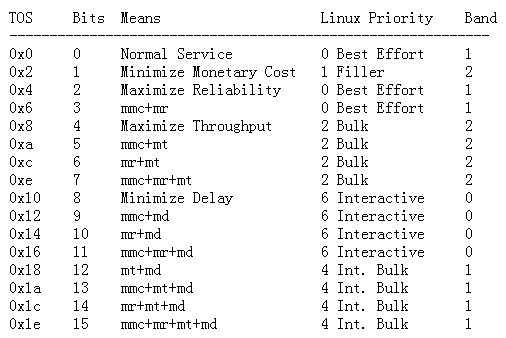 TOS Bits Means Linux Priority Band
------------------------------------------------------------
0x0 0 Normal Service 0 Best Effort 1
0x2 1 Minimize Monetary Cost 1 Filler 2
0x4 2 Maximize Reliability 0 Best Effort 1
0x6 3 mmc+mr 0 Best Effort 1
0x8 4 Maximize Throughput 2 Bulk 2
0xa 5 mmc+mt 2 Bulk 2
0xc 6 mr+mt 2 Bulk 2
0xe 7 mmc+mr+mt 2 Bulk 2
0x10 8 Minimize Delay 6 Interactive 0
0x12 9 mmc+md 6 Interactive 0
0x14 10 mr+md 6 Interactive 0
0x16 11 mmc+mr+md 6 Interactive 0
0x18 12 mt+md 4 Int. Bulk 1
0x1a 13 mmc+mt+md 4 Int. Bulk 1
0x1c 14 mr+mt+md 4 Int. Bulk 1
0x1e 15 mmc+mr+mt+md 4 Int. Bulk 1